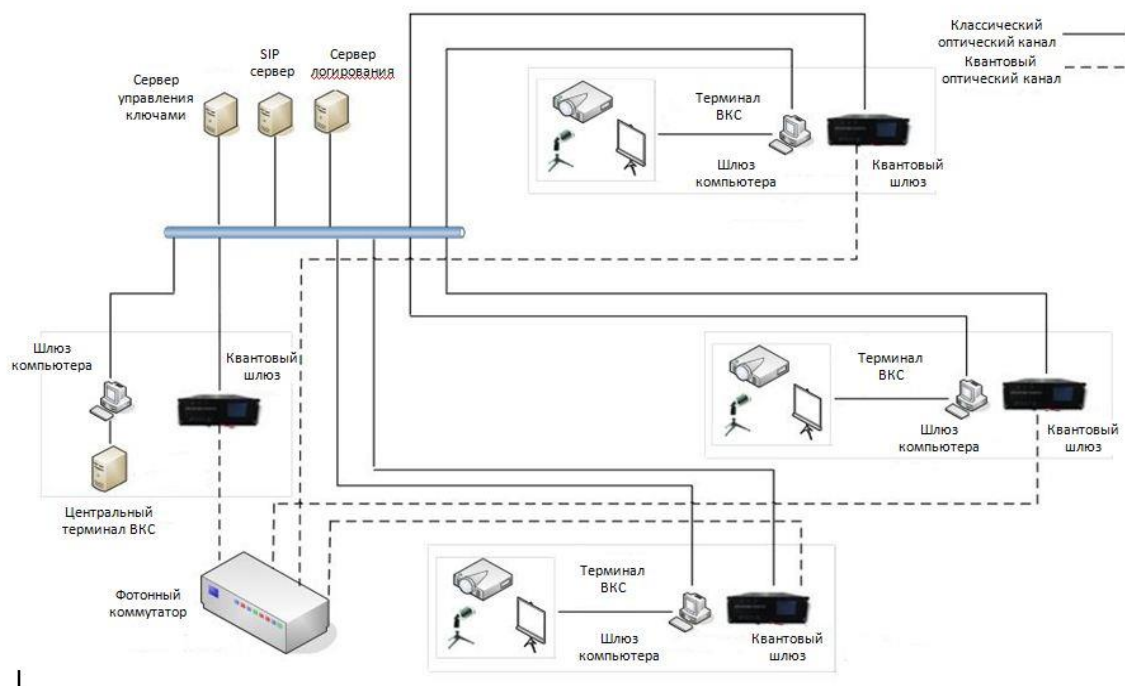 Классический
оптический канал
Квантовый
оптический канал
SIP
сервер
Сервер
логирования
Сервер
управления
ключами
Терминал
ВКС
Шлюз
компьютера
Квантовый
шлюз
Шлюз
компьютера
Квантовый
шлюз
Центральный
терминал ВКС
Терминал
ВКС
Шлюз
компьютера
Квантовый
шлюз
Фотонный
коммутатор
Терминал
ВКС
Шлюз
компьютера
Квантовый
шлюз